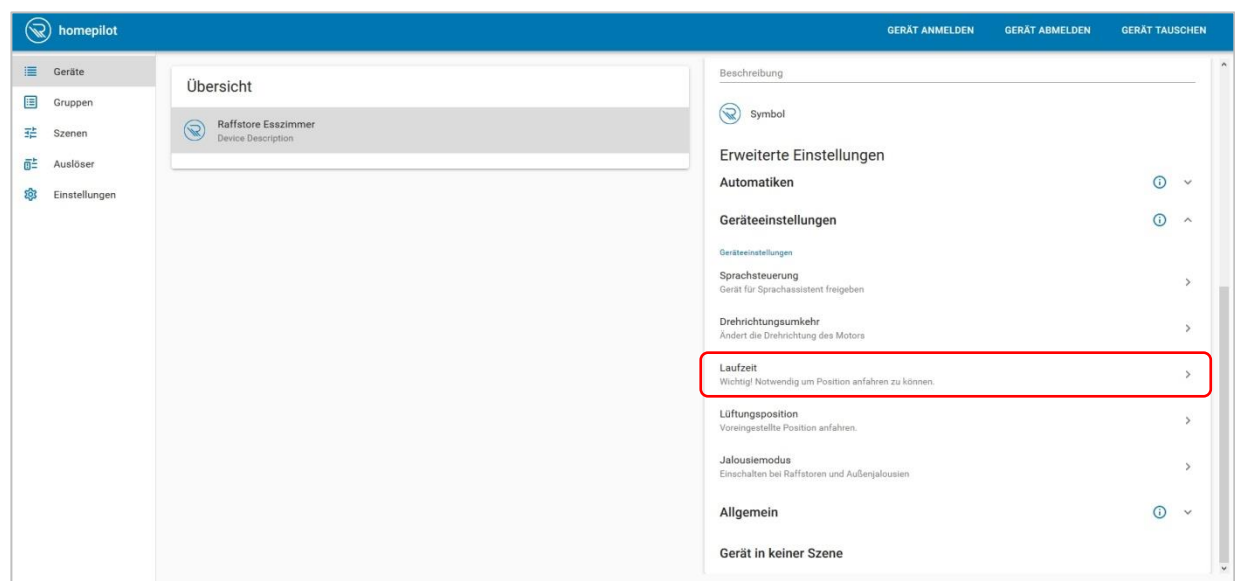 homepilot
GERÄT ANMELDEN
GERÄT ABMELDEN
GERÄT TAUSCHEN
Geräte
Gruppen
Szenen
Auslöser
Einstellungen
Übersicht
Raffstore Esszimmer
Device Description
Beschreibung
Symbol
Erweiterte Einstellungen
Automatiken
Geräteeinstellungen
Geräteeinstellungen
Sprachsteuerung
Gerät für Sprachassistent freigeben
Drehrichtungsumkehr
Ändert die Drehrichtung des Motors
Laufzeit
Wichtig! Notwendig um Position anfahren zu können.
Lüftungsposition
Voreingestellte Position anfahren.
Jalousiemodus
Einschalten bei Raffstoren und Außenjalousien
Allgemein
Gerät in keiner Szene